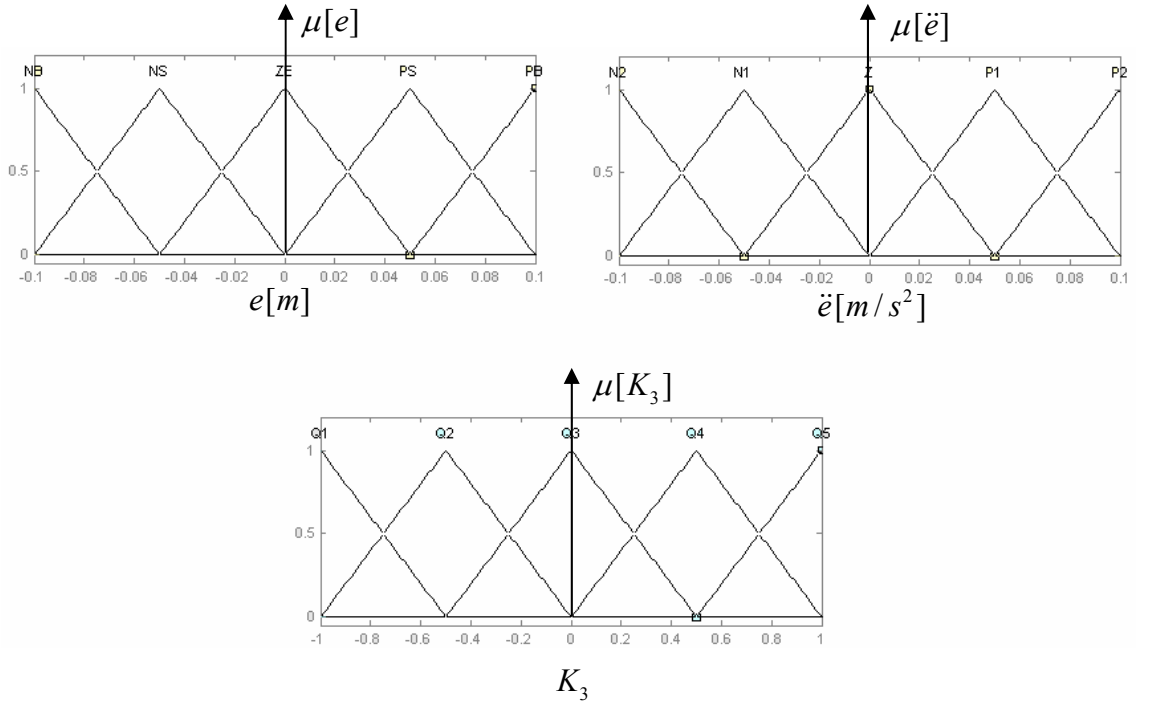 μ[e]
NB NS ZE PS PB
1
0.5
0
-0.1 -0.08 -0.06 -0.04 -0.02 0 0.02 0.04 0.06 0.08 0.1
e[m]
μ[ë]
N2 N1 Z P1 P2
1
0.5
0
-0.1 -0.08 -0.06 -0.04 -0.02 0 0.02 0.04 0.06 0.08 0.1
ë[m/s²]
μ[K₃]
Q1 Q2 Q3 Q4 Q5
1
0.5
0
-1 -0.8 -0.6 -0.4 -0.2 0 0.2 0.4 0.6 0.8 1
K₃